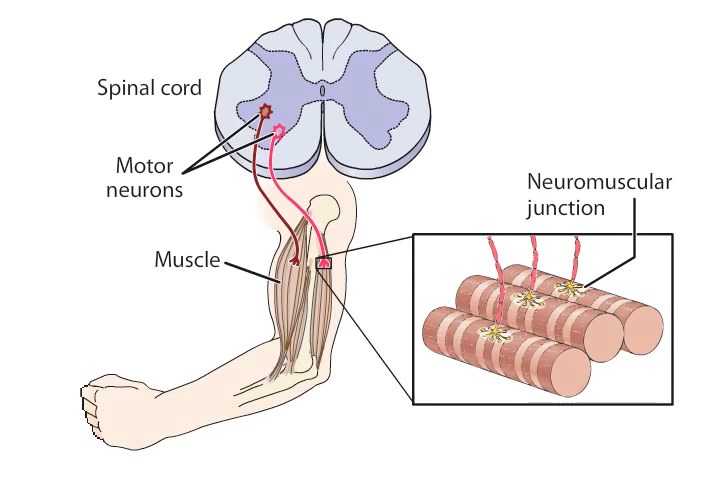 Spinal cord
Motor
neurons
Muscle
Neuromuscular
junction